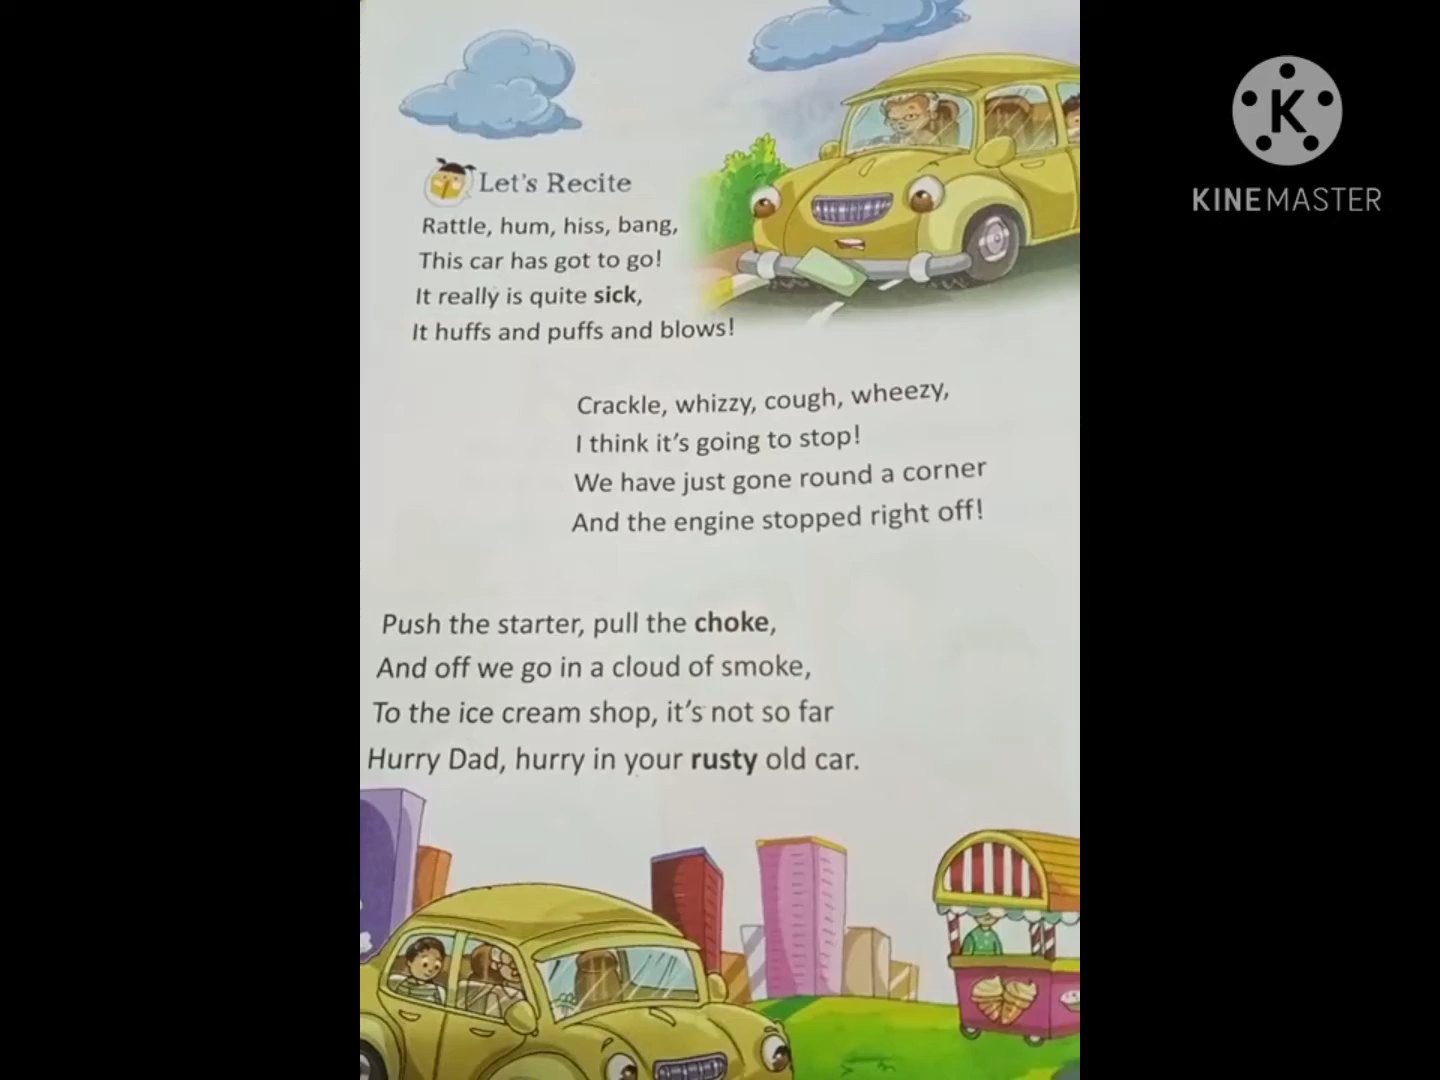 Let's Recite
Rattle, hum, hiss, bang,
This car has got to go!
It really is quite sick,
It huffs and puffs and blows!
Crackle, whizzy, cough, wheezy,
I think it's going to stop!
We have just gone round a corner
And the engine stopped right off!
Push the starter, pull the choke,
And off we go in a cloud of smoke,
To the ice cream shop, it's not so far
Hurry Dad, hurry in your rusty old car.
K
KINEMASTER